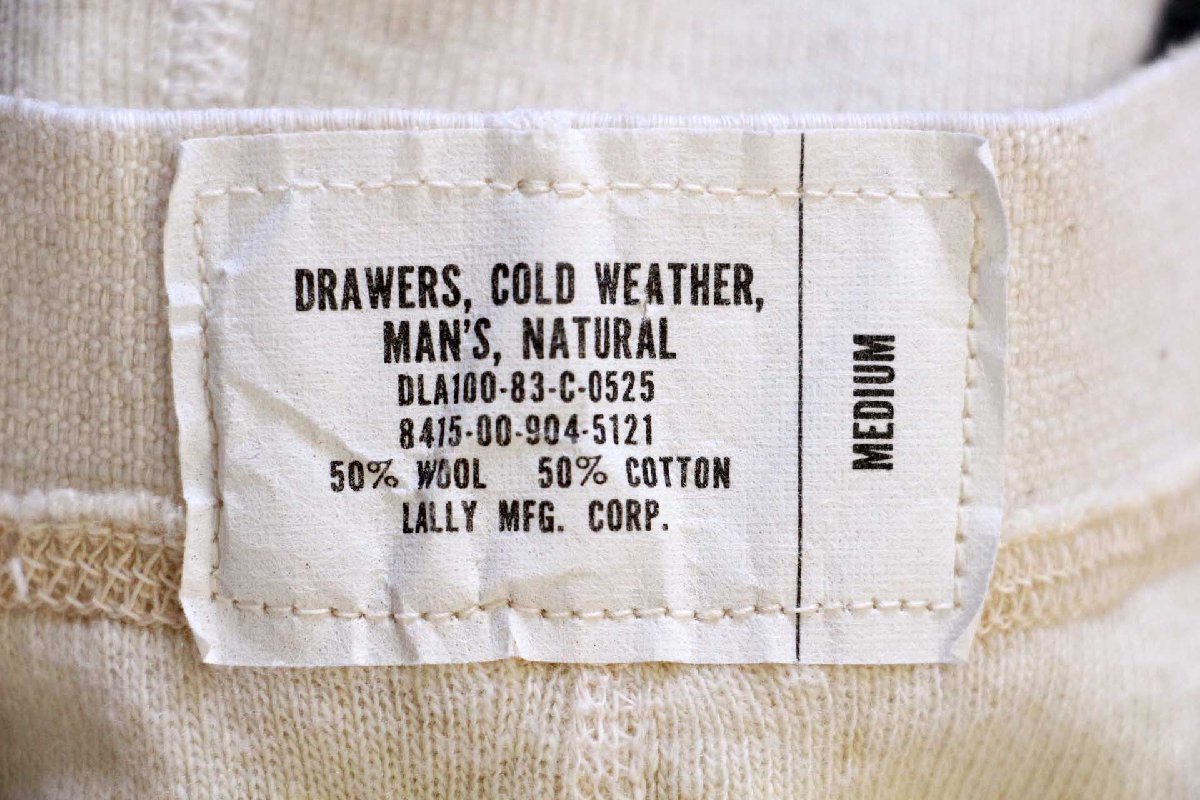 DRAWERS, COLD WEATHER,
MAN'S, NATURAL
DLA100-83-C-0525
8415-00-904-5121
50% WOOL 50% COTTON
LALLY MFG. CORP.
MEDIUM